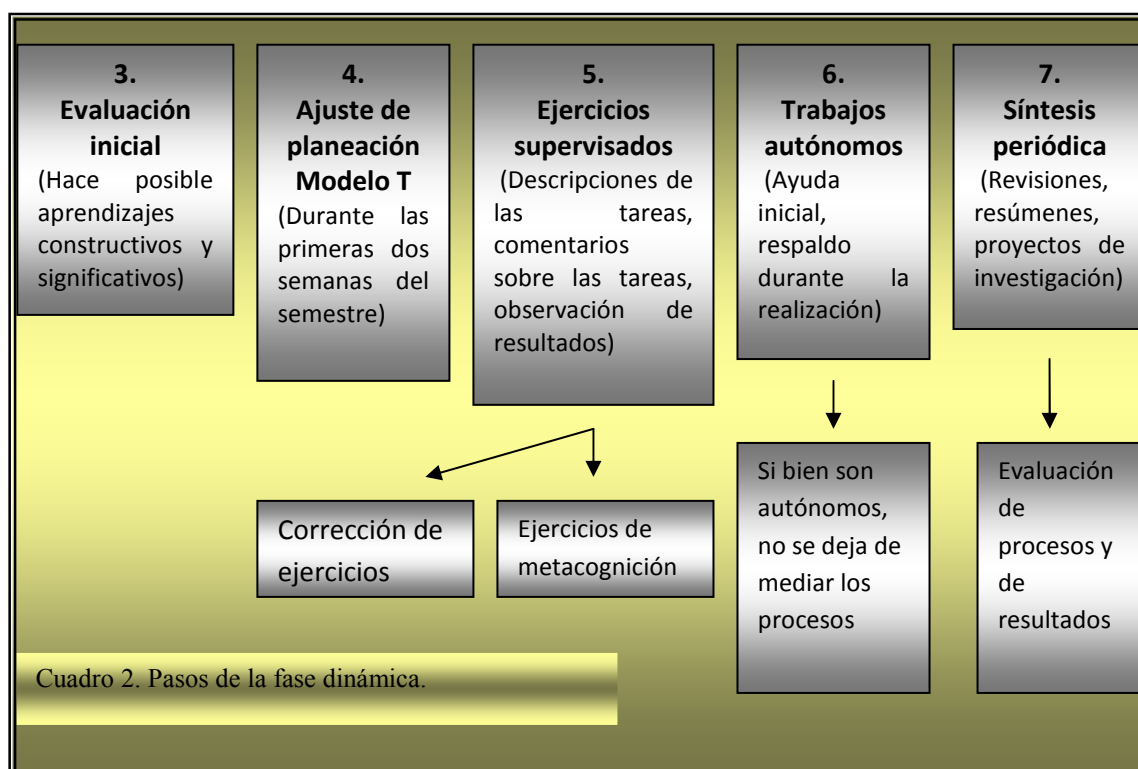 3.
Evaluación
inicial
(Hace posible
aprendizajes
constructivos y
significativos)
4.
Ajuste de
planeación
Modelo T
(Durante las
primeras dos
semanas del
semestre)
5.
Ejercicios
supervisados
(Descripciones de
las tareas,
comentarios
sobre las tareas,
observación de
resultados)
6.
Trabajos
autónomos
(Ayuda
inicial,
respaldo
durante la
realización)
7.
Síntesis
periódica
(Revisiones,
resúmenes,
proyectos de
investigación)
Corrección de
ejercicios
Ejercicios de
metacognición
Si bien son
autónomos,
no se deja de
mediar los
procesos
Evaluación
de
procesos y
de
resultados
Cuadro 2. Pasos de la fase dinámica.